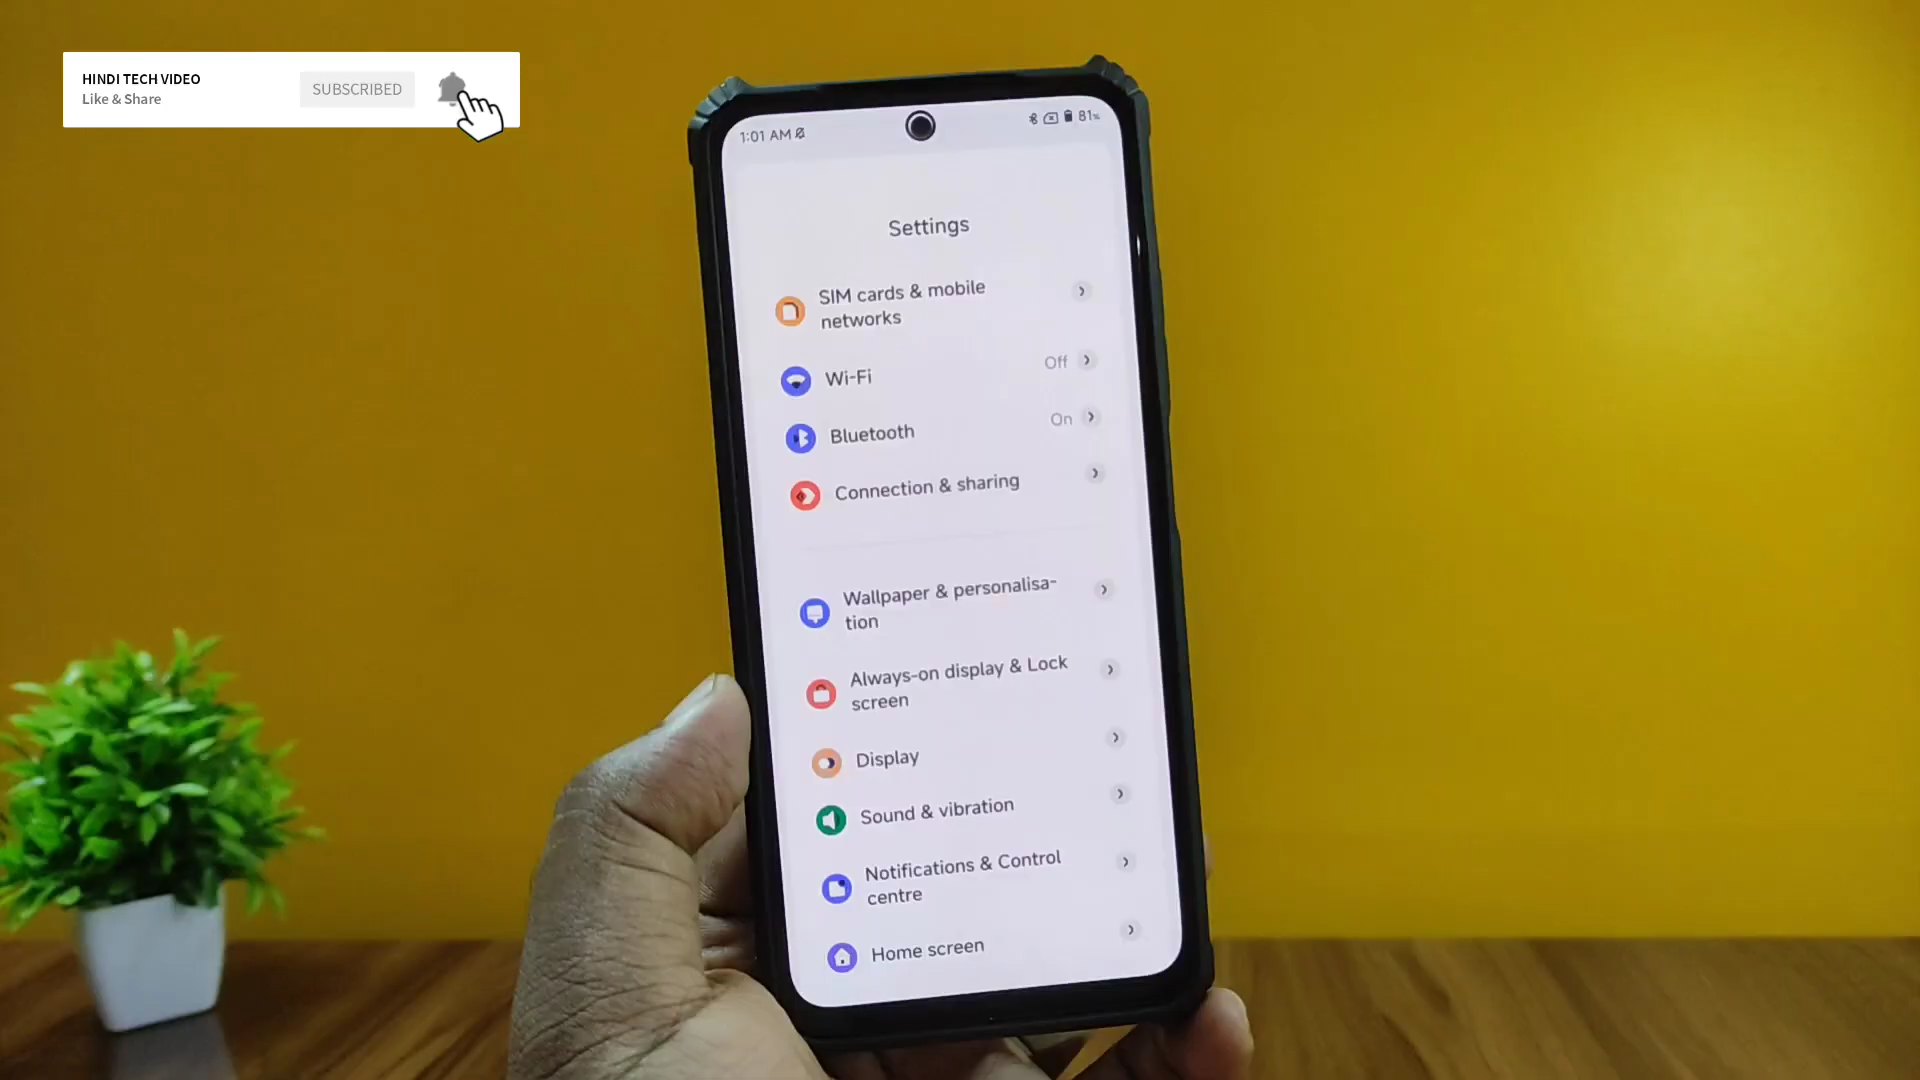 HINDI TECH VIDEO
Like & Share
SUBSCRIBED
1:01 AM
81%
Settings
SIM cards & mobile
networks
Wi-Fi
Off
Bluetooth
On
Connection & sharing
Wallpaper & personalisa-
tion
Always-on display & Lock
screen
Display
Sound & vibration
Notifications & Control
centre
Home screen